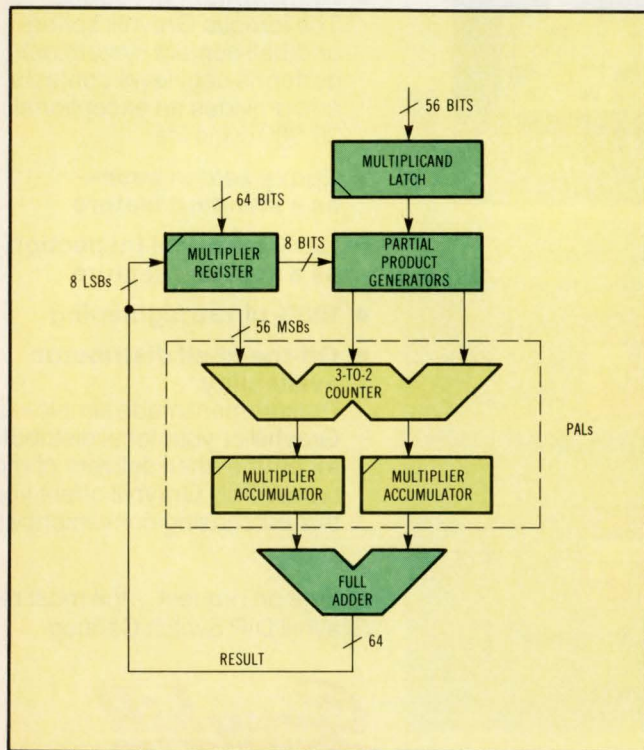 56 BITS
MULTIPLICAND
LATCH
64 BITS
MULTIPLIER
REGISTER
8 BITS
PARTIAL
PRODUCT
GENERATORS
8 LSBs
56 MSBs
3-TO-2
COUNTER
PALs
MULTIPLIER
ACCUMULATOR
MULTIPLIER
ACCUMULATOR
FULL
ADDER
64
RESULT